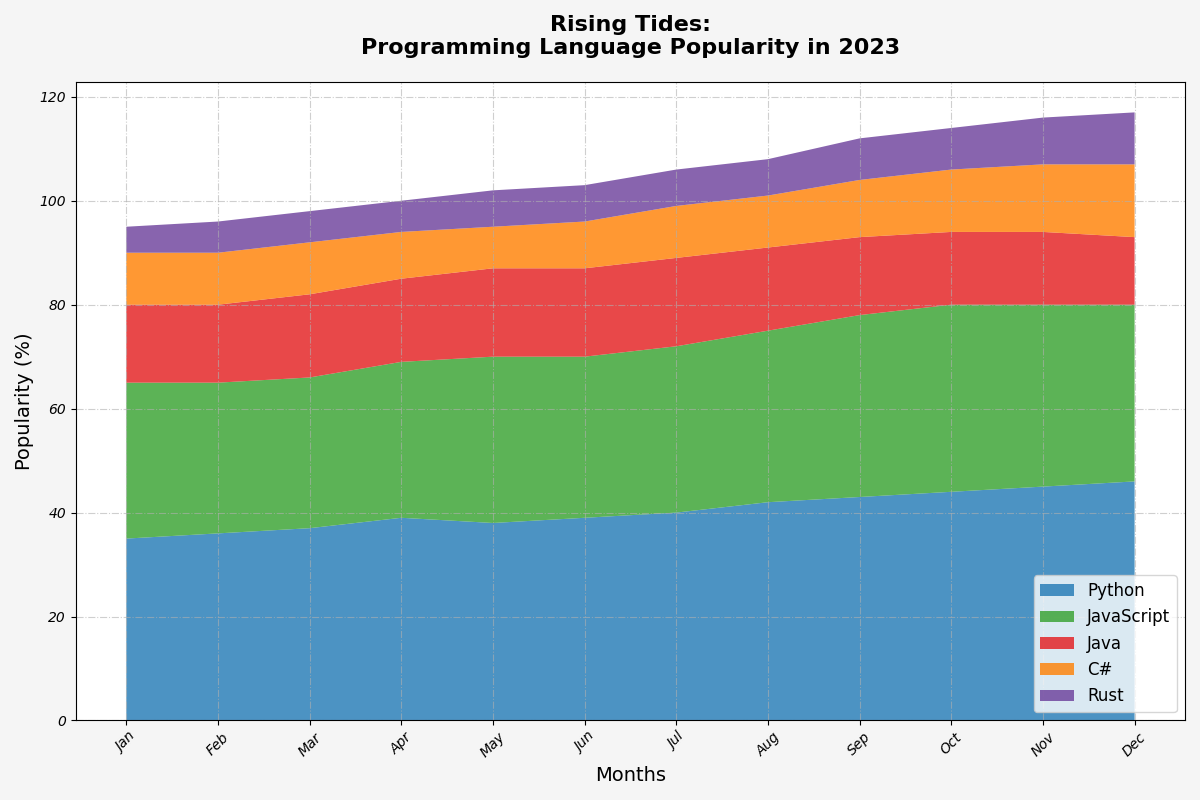 Rising Tides:
Programming Language Popularity in 2023
120
100
80
60
40
20
0
Popularity (%)
Jan
Feb
Mar
Apr
May
Jun
Jul
Aug
Sep
Oct
Nov
Dec
Months
Python
JavaScript
Java
C#
Rust